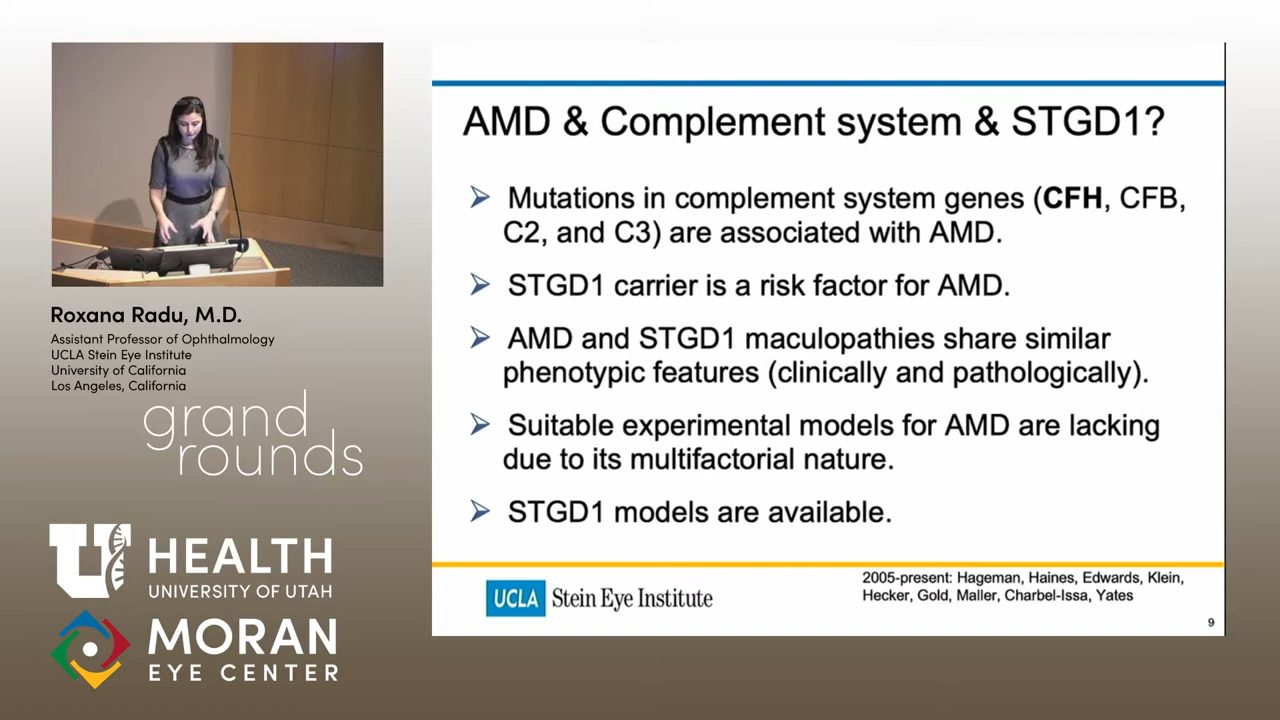 AMD & Complement system & STGD1?
➢ Mutations in complement system genes (CFH, CFB,
C2, and C3) are associated with AMD.
➢ STGD1 carrier is a risk factor for AMD.
➢ AMD and STGD1 maculopathies share similar
phenotypic features (clinically and pathologically).
➢ Suitable experimental models for AMD are lacking
due to its multifactorial nature.
➢ STGD1 models are available.
UCLA Stein Eye Institute
2005-present: Hageman, Haines, Edwards, Klein,
Hecker, Gold, Maller, Charbel-Issa, Yates
9
Roxana Radu, M.D.
Assistant Professor of Ophthalmology
UCLA Stein Eye Institute
University of California
Los Angeles, California
grand
rounds
U HEALTH
UNIVERSITY OF UTAH
MORAN
EYE CENTER